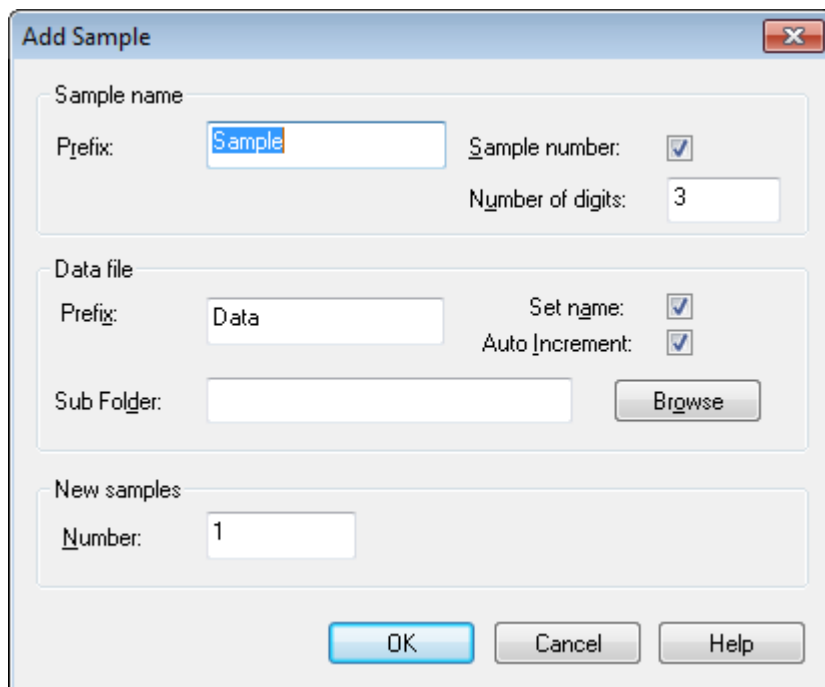 Add Sample
Sample name
Prefix: Sample Sample number:
Number of digits: 3
Data file
Prefix: Data Set name:
Auto Increment:
Sub Folder: Browse
New samples
Number: 1
OK Cancel Help